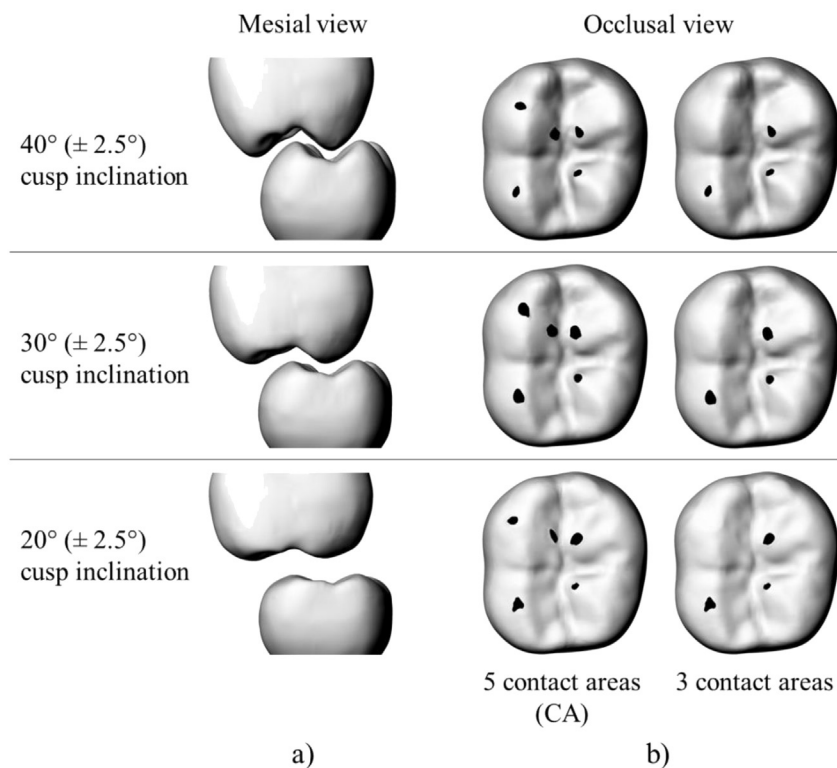 Mesial view
Occlusal view
40° (± 2.5°)
cusp inclination
30° (± 2.5°)
cusp inclination
20° (± 2.5°)
cusp inclination
5 contact areas
(CA)
3 contact areas
a)
b)